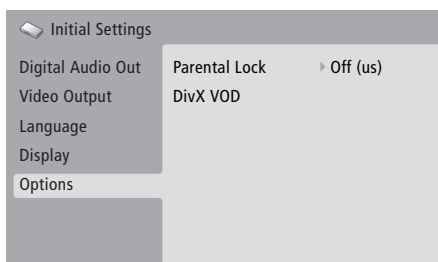 Initial Settings
Digital Audio Out
Video Output
Language
Display
Options
Parental Lock
Off (us)
DivX VOD